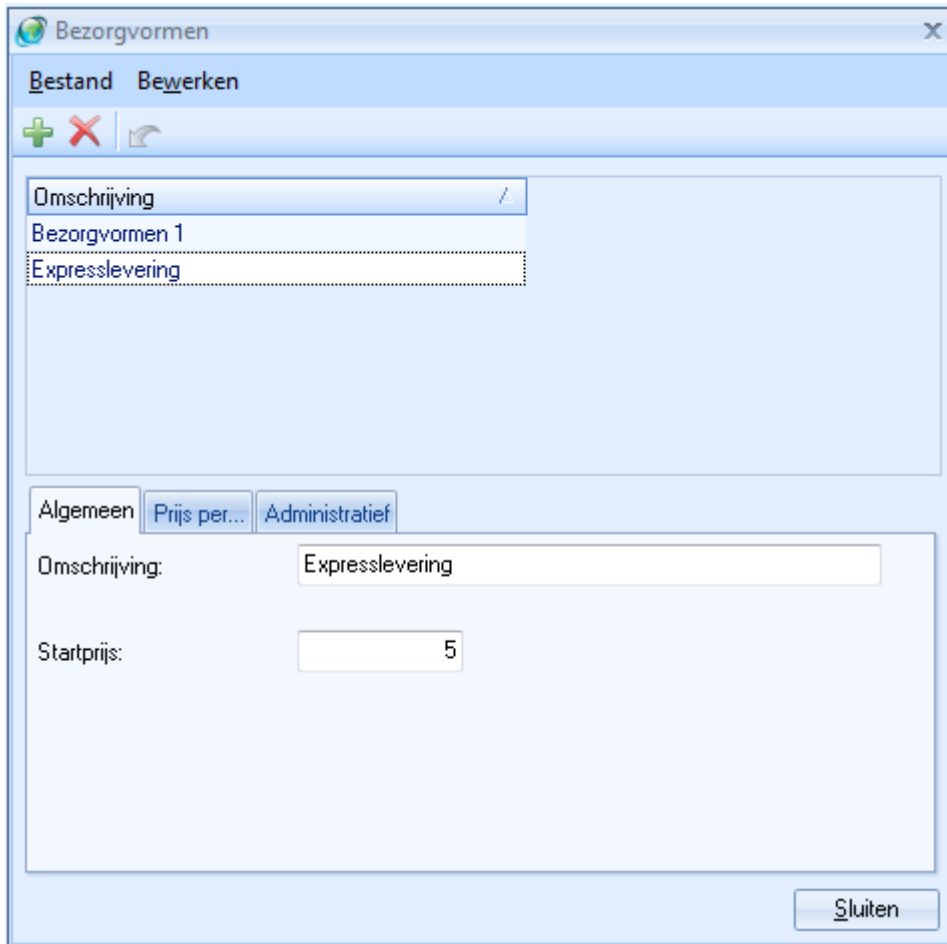 Bezorgvormen
Bestand Bewerken
Omschrijving
Bezorgvormen 1
Expresslevering
Algemeen Prijs per... Administratief
Omschrijving: Expresslevering
Startprijs: 5
Sluiten